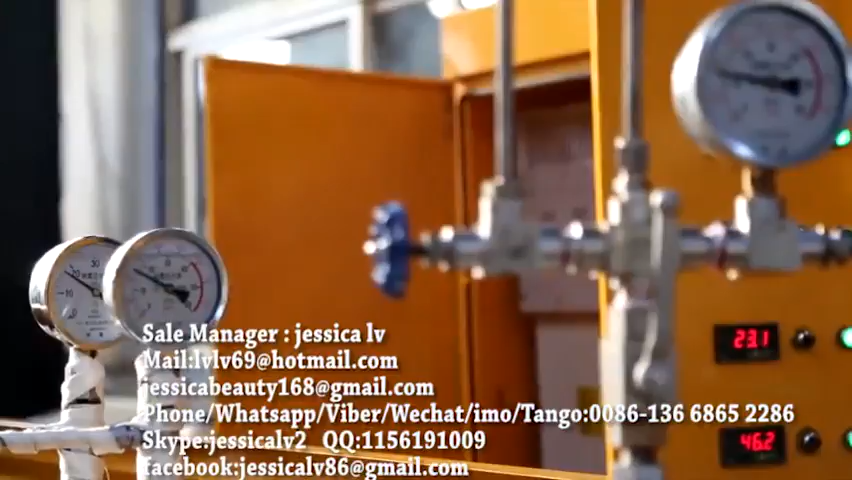 23.1
46.2
Sale Manager : jessica lv
Mail:lvlv69@hotmail.com
jessicabeauty168@gmail.com
Phone/Whatsapp/Viber/Wechat/imo/Tango:0086-136 6865 2286
Skype:jessicalv2 QQ:1156191009
facebook:jessicalv86@gmail.com